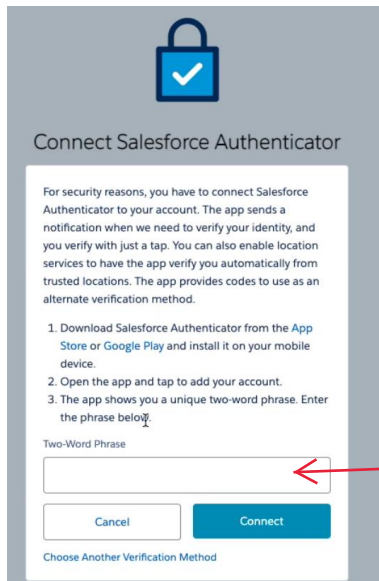 Connect Salesforce Authenticator
For security reasons, you have to connect Salesforce
Authenticator to your account. The app sends a
notification when we need to verify your identity, and
you verify with just a tap. You can also enable location
services to have the app verify you automatically from
trusted locations. The app provides codes to use as an
alternate verification method.
1. Download Salesforce Authenticator from the App
Store or Google Play and install it on your mobile
device.
2. Open the app and tap to add your account.
3. The app shows you a unique two-word phrase. Enter
the phrase below.
Two-Word Phrase
Cancel
Connect
Choose Another Verification Method